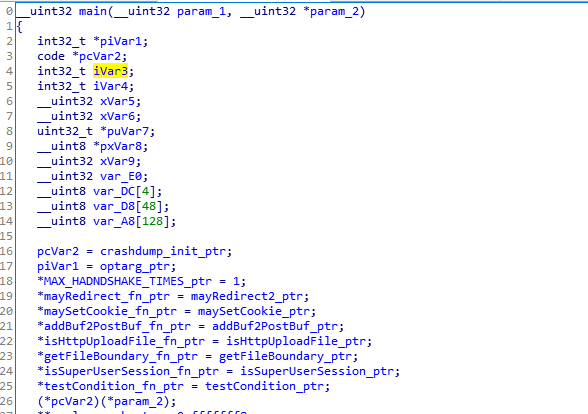 0 __uint32 main(__uint32 param_1, __uint32 *param_2)
1 {
2 int32_t *piVar1;
3 code *pcVar2;
4 int32_t iVar3;
5 int32_t iVar4;
6 __uint32 xVar5;
7 __uint32 xVar6;
8 uint32_t *puVar7;
9 __uint8 *pxVar8;
10 __uint32 xVar9;
11 __uint32 var_E0;
12 __uint8 var_DC[4];
13 __uint8 var_D8[48];
14 __uint8 var_A8[128];
15
16 pcVar2 = crashdump_init_ptr;
17 piVar1 = optarg_ptr;
18 *MAX_HADNDSHAKE_TIMES_ptr = 1;
19 *mayRedirect_fn_ptr = mayRedirect2_ptr;
20 *maySetCookie_fn_ptr = maySetCookie_ptr;
21 *addBuf2PostBuf_fn_ptr = addBuf2PostBuf_ptr;
22 *isHttpUploadFile_fn_ptr = isHttpUploadFile_ptr;
23 *getFileBoundary_fn_ptr = getFileBoundary_ptr;
24 *isSuperUserSession_fn_ptr = isSuperUserSession_ptr;
25 *testCondition_fn_ptr = testCondition_ptr;
26 (*pcVar2)(*param_2);